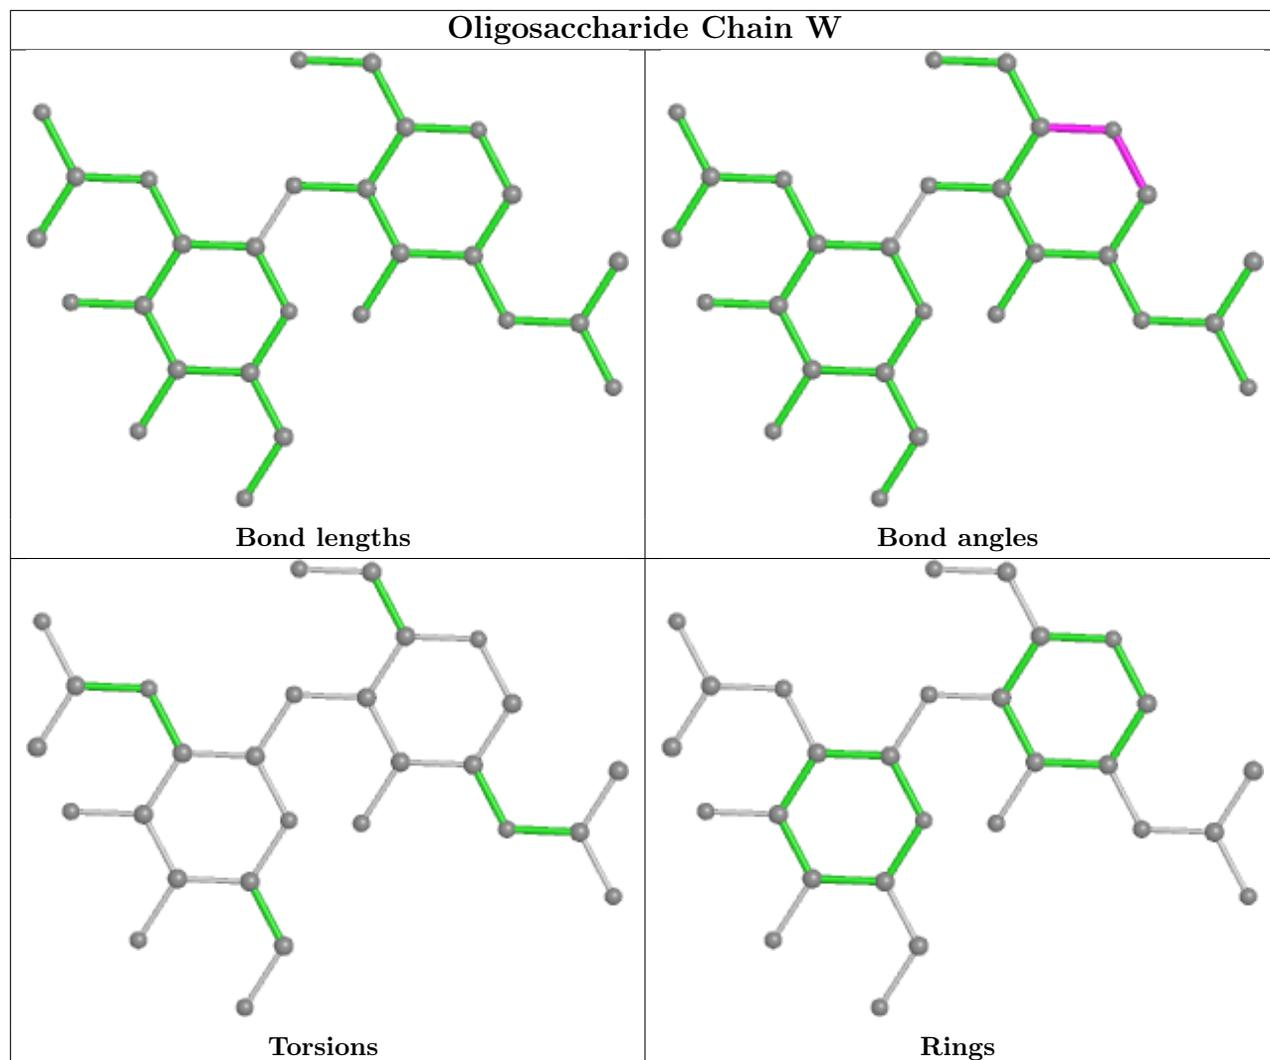 Oligosaccharide Chain W
Bond lengths
Bond angles
Torsions
Rings